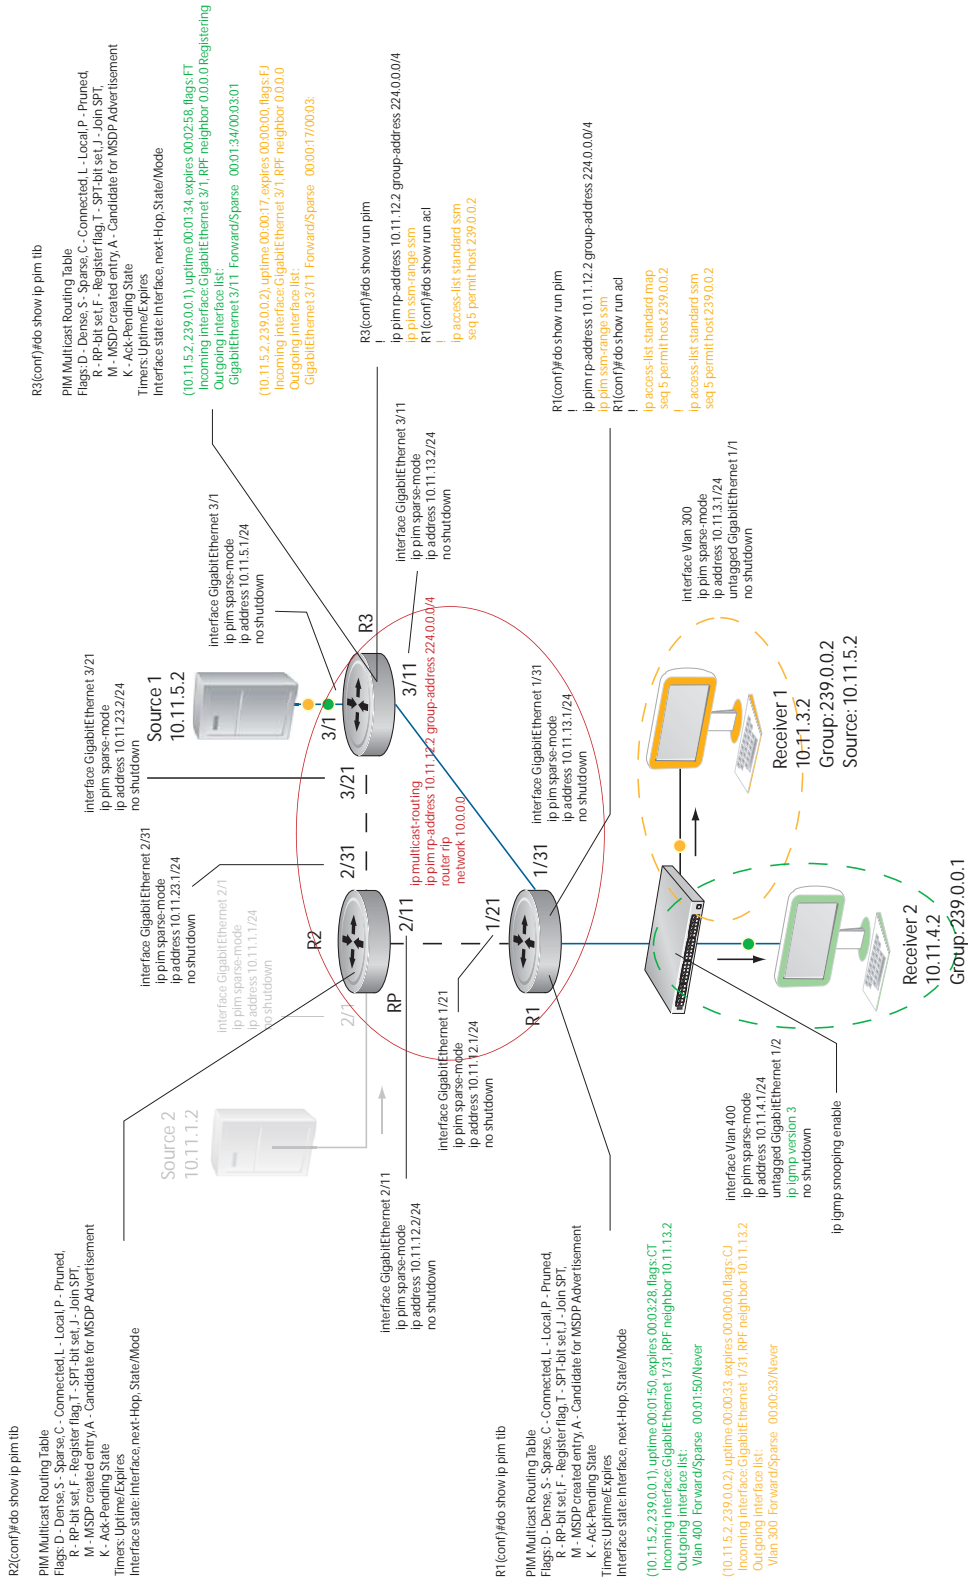 R2(conf)#do show ip pim tib
PIM Multicast Routing Table
Flags: D - Dense, S - Sparse, C - Connected, L - Local, P - Pruned,
R - RP-bit set, F - Register flag, T - SPT-bit set, J - Join SPT,
M - MSDP created entry, A - Candidate for MSDP Advertisement
K - Ack-Pending State
Timers: Uptime/Expires
Interface state: Interface, next-Hop, State/Mode
Source 2
10.11.1.2
interface GigabitEthernet 2/31
ip pim sparse-mode
ip address 10.11.23.1/24
no shutdown
interface GigabitEthernet 2/1
ip pim sparse-mode
ip address 10.11.1.1/24
no shutdown
2/1
interface GigabitEthernet 3/21
ip pim sparse-mode
ip address 10.11.23.2/24
no shutdown
Source 1
10.11.5.2
interface GigabitEthernet 3/1
ip pim sparse-mode
ip address 10.11.5.1/24
no shutdown
R3(conf)#do show ip pim tib
PIM Multicast Routing Table
Flags: D - Dense, S - Sparse, C - Connected, L - Local, P - Pruned,
R - RP-bit set, F - Register flag, T - SPT-bit set, J - Join SPT,
M - MSDP created entry, A - Candidate for MSDP Advertisement
K - Ack-Pending State
Timers: Uptime/Expires
Interface state: Interface, next-Hop, State/Mode
(10.11.5.2, 239.0.0.1), uptime 00:01:34, expires 00:02:58, flags: FT
Incoming interface: GigabitEthernet 3/1, RPF neighbor 0.0.0.0 Registering
Outgoing interface list:
GigabitEthernet 3/11 Forward/Sparse 00:01:34/00:03:01
(10.11.5.2, 239.0.0.2), uptime 00:00:17, expires 00:00:00, flags: FJ
Incoming interface: GigabitEthernet 3/1, RPF neighbor 0.0.0.0
Outgoing interface list:
GigabitEthernet 3/11 Forward/Sparse 00:00:17/00:03:
R2
2/31
3/21
3/1
R3
RP
2/11
3/11
ip multicast-routing
ip pim rp-address 10.11.12.2 group-address 224.0.0.0/4
router rip
network 10.0.0.0
interface GigabitEthernet 3/11
ip pim sparse-mode
ip address 10.11.13.2/24
no shutdown
R3(conf)#do show run pim
!
ip pim rp-address 10.11.12.2 group-address 224.0.0.0/4
ip pim ssm-range ssm
R1(conf)#do show run acl
!
ip access-list standard ssm
seq 5 permit host 239.0.0.2
interface GigabitEthernet 2/11
ip pim sparse-mode
ip address 10.11.12.2/24
no shutdown
interface GigabitEthernet 1/21
ip pim sparse-mode
ip address 10.11.12.1/24
no shutdown
1/21
1/31
R1
interface GigabitEthernet 1/31
ip pim sparse-mode
ip address 10.11.13.1/24
no shutdown
R1(conf)#do show run pim
!
ip pim rp-address 10.11.12.2 group-address 224.0.0.0/4
ip pim ssm-range ssm
R1(conf)#do show run acl
!
ip access-list standard map
seq 5 permit host 239.0.0.2
!
ip access-list standard ssm
seq 5 permit host 239.0.0.2
R1(conf)#do show ip pim tib
PIM Multicast Routing Table
Flags: D - Dense, S - Sparse, C - Connected, L - Local, P - Pruned,
R - RP-bit set, F - Register flag, T - SPT-bit set, J - Join SPT,
M - MSDP created entry, A - Candidate for MSDP Advertisement
K - Ack-Pending State
Timers: Uptime/Expires
Interface state: Interface, next-Hop, State/Mode
(10.11.5.2, 239.0.0.1), uptime 00:01:50, expires 00:03:28, flags: CT
Incoming interface: GigabitEthernet 1/31, RPF neighbor 10.11.13.2
Outgoing interface list:
Vlan 400 Forward/Sparse 00:01:50/Never
(10.11.5.2, 239.0.0.2), uptime 00:00:33, expires 00:00:00, flags: CJ
Incoming interface: GigabitEthernet 1/31, RPF neighbor 10.11.13.2
Outgoing interface list:
Vlan 300 Forward/Sparse 00:00:33/Never
interface Vlan 400
ip pim sparse-mode
ip address 10.11.4.1/24
untagged GigabitEthernet 1/2
ip igmp version 3
no shutdown
ip igmp snooping enable
interface Vlan 300
ip pim sparse-mode
ip address 10.11.3.1/24
untagged GigabitEthernet 1/1
no shutdown
Receiver 1
10.11.3.2
Group: 239.0.0.2
Source: 10.11.5.2
Receiver 2
10.11.4.2
Group: 239.0.0.1